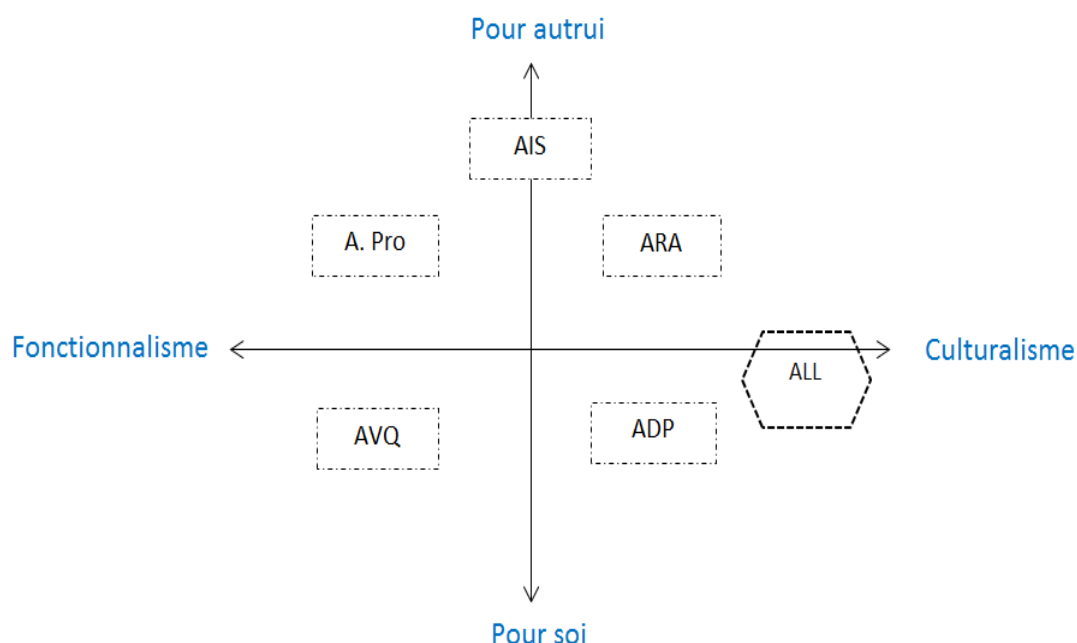 Pour autrui
AIS
A. Pro
ARA
Fonctionnalisme
Culturalisme
ALL
AVQ
ADP
Pour soi